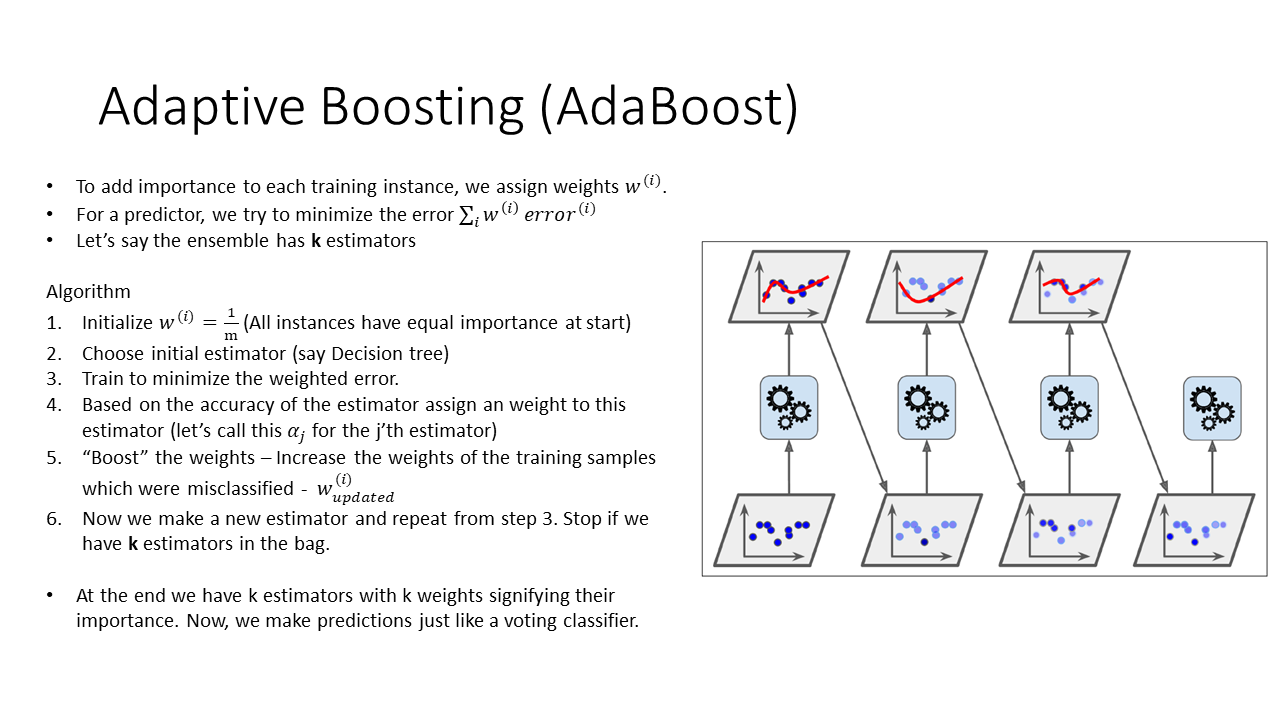 Adaptive Boosting (AdaBoost)
• To add importance to each training instance, we assign weights w^(i).
• For a predictor, we try to minimize the error ∑_i w^(i) error^(i)
• Let’s say the ensemble has k estimators
Algorithm
1. Initialize w^(i) = 1/m (All instances have equal importance at start)
2. Choose initial estimator (say Decision tree)
3. Train to minimize the weighted error.
4. Based on the accuracy of the estimator assign an weight to this
estimator (let’s call this α_j for the j’th estimator)
5. “Boost” the weights – Increase the weights of the training samples
which were misclassified - w^(i)_updated
6. Now we make a new estimator and repeat from step 3. Stop if we
have k estimators in the bag.
• At the end we have k estimators with k weights signifying their
importance. Now, we make predictions just like a voting classifier.